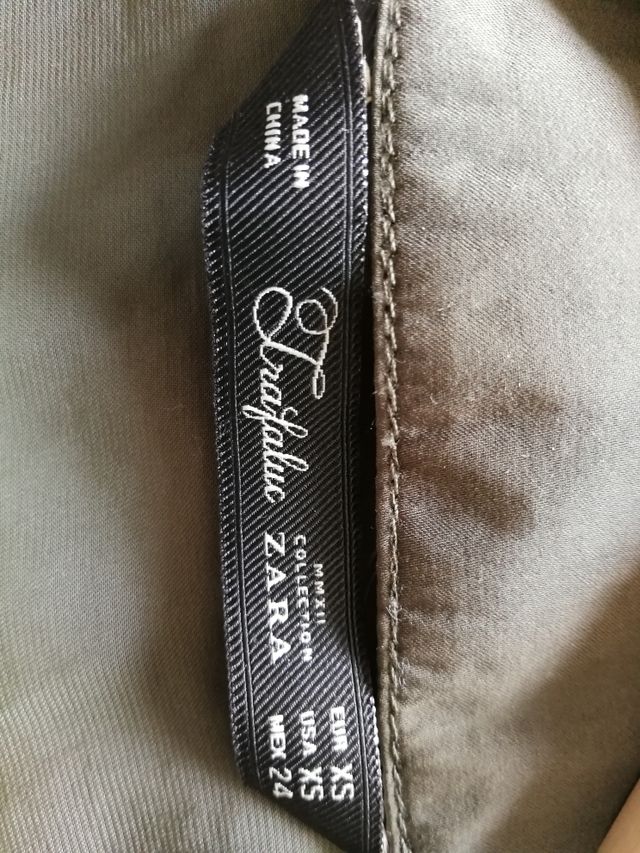 MADE IN
CHINA
Trafaluc
MMXII
COLLECTION
ZARA
EUR XS
USA XS
MEX 24